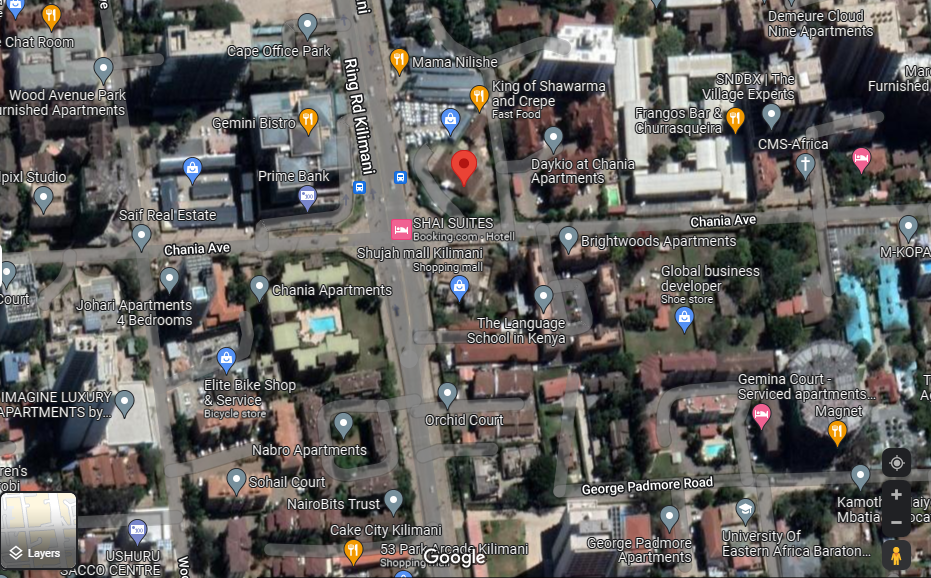 Chat Room
Cape Office Park
Ring Rd Kilimani
Mama Nilishe
Demeure Cloud
Nine Apartments
Wood Avenue Park
urnished Apartments
King of Shawarma
and Crepe
Fast Food
SNDBX | The
Village Experts
Furnished
Gemini Bistro
Frangos Bar &
Churrasqueira
CMS-Africa
lpixl Studio
Prime Bank
Daykio at Chania
Apartments
Saif Real Estate
SHAI SUITES
Booking.com · Hotel
Chania Ave
Chania Ave
Shujah mall Kilimani
Shopping mall
Brightwoods Apartments
M-KOPA
Court
Johari Apartments
4 Bedrooms
Chania Apartments
Global business
developer
Shoe store
The Language
School in Kenya
IMAGINE LUXURY
APARTMENTS by...
Elite Bike Shop
& Service
Bicycle store
Orchid Court
Gemina Court -
Serviced apartments...
Magnet
Nabro Apartments
Sohail Court
NairoBits Trust
George Padmore Road
Layers
USHURU
SACCO CENTRE
Cake City Kilimani
53 Park Arcade Kilimani
Google
George Padmore
Apartments
University Of
Eastern Africa Baraton...